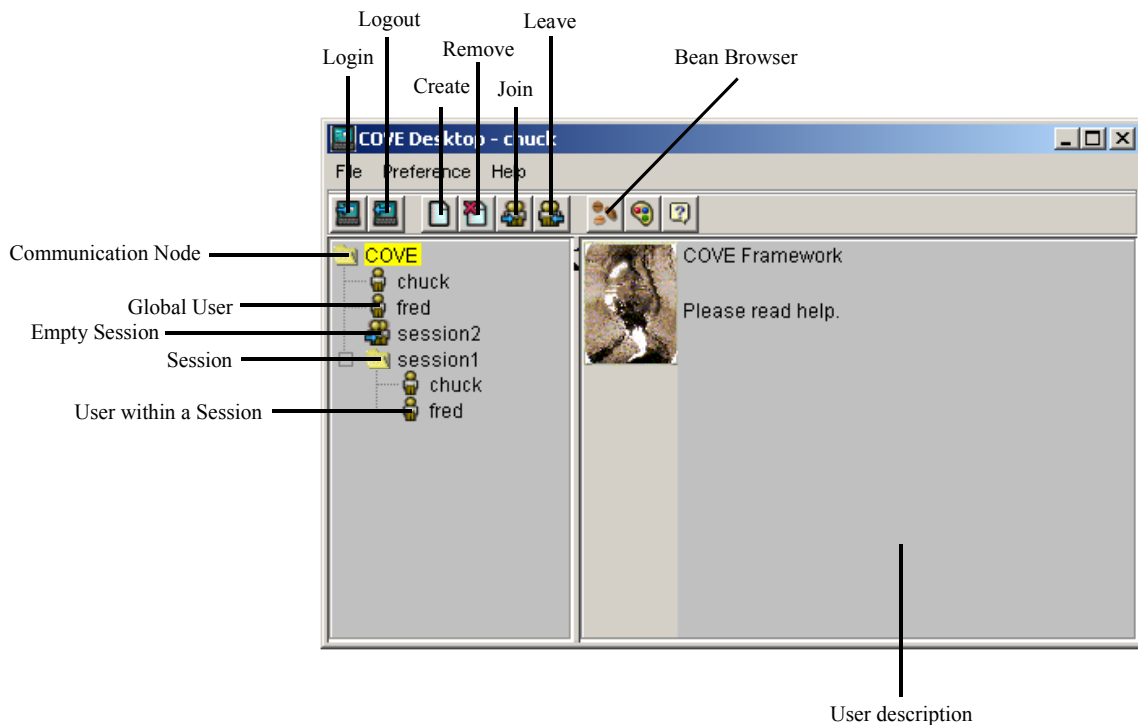 Leave
Logout
Remove
Login
Bean Browser
Create
Join
COVE Desktop - chuck
File Preference Help
Communication Node
COVE
COVE Framework
chuck
Global User
fred
Please read help.
Empty Session
session2
Session
session1
chuck
User within a Session
fred
User description